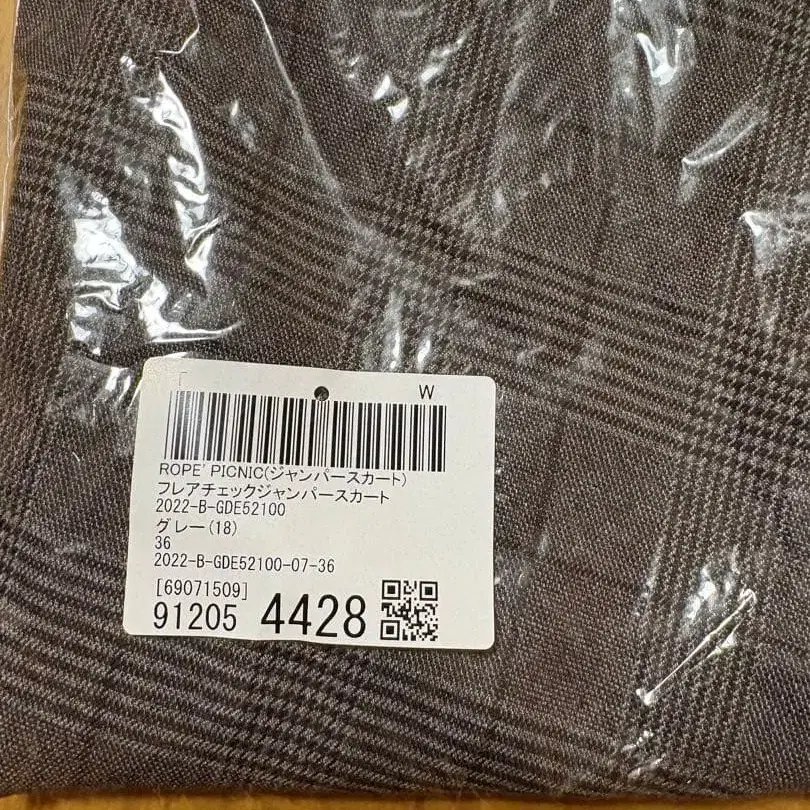 W
ROPE' PICNIC(ジャンパースカート)
フレアチェックジャンパースカート
2022-B-GDE52100
グレー(18)
36
2022-B-GDE52100-07-36
[69071509]
91205 4428